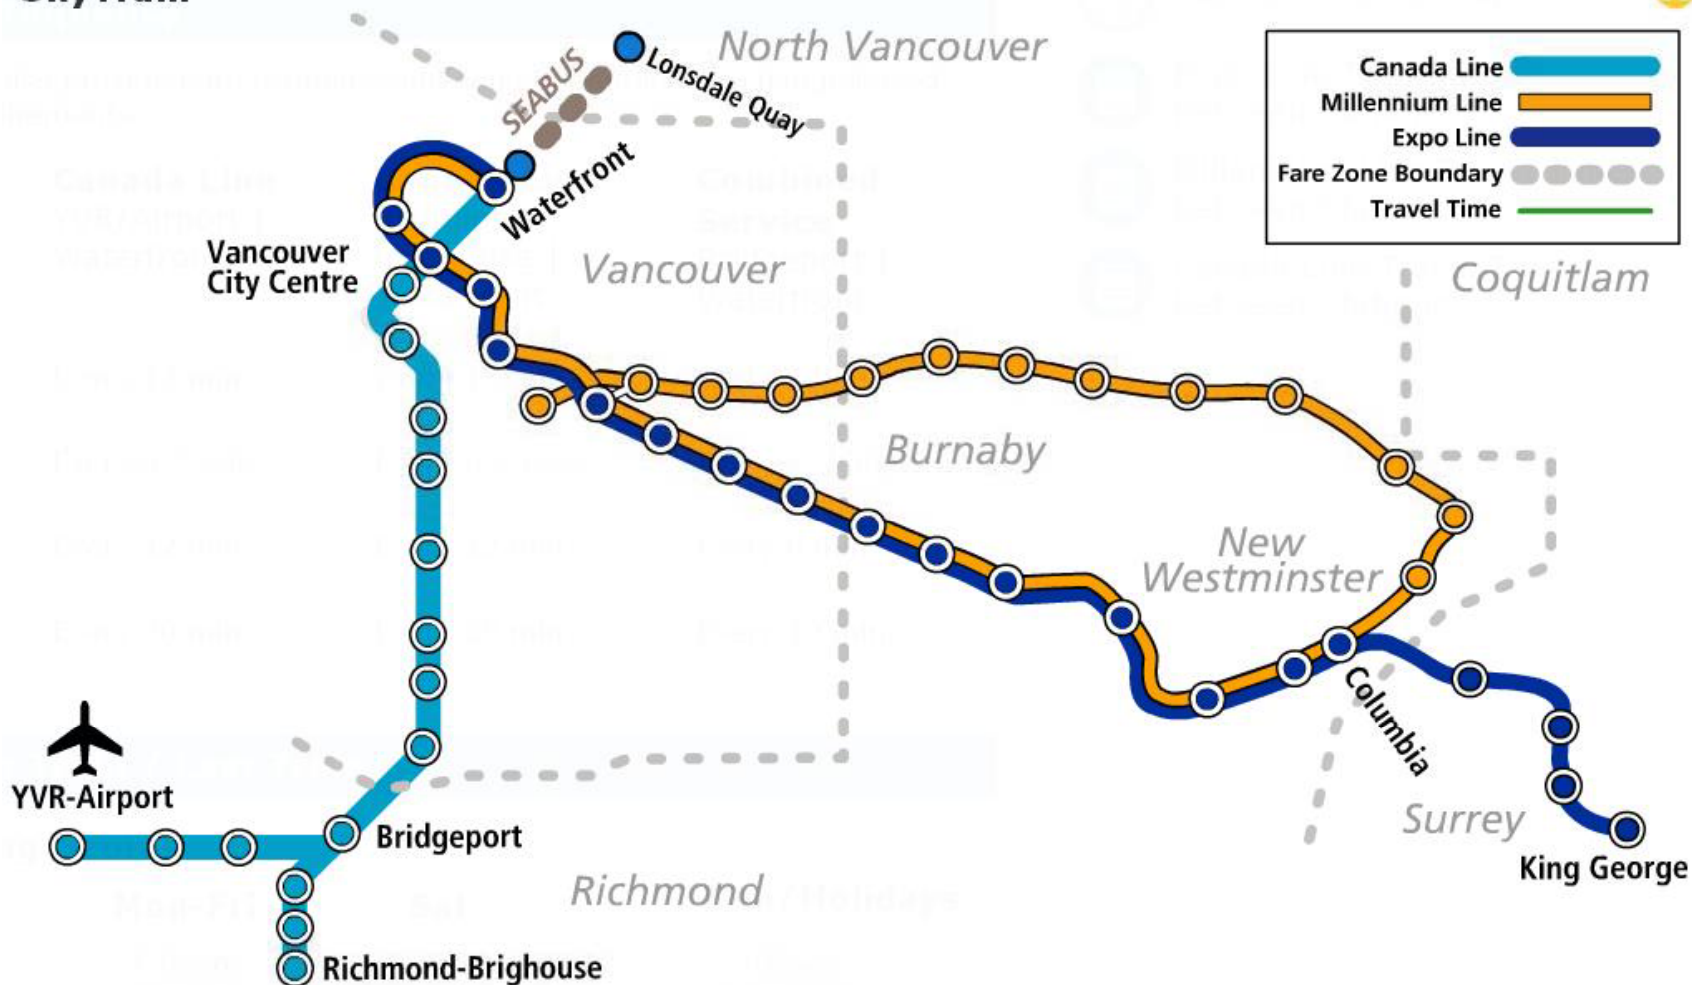 North Vancouver
SEABUS
Lonsdale Quay
Canada Line
Millennium Line
Expo Line
Fare Zone Boundary
Travel Time
Waterfront
Vancouver
City Centre
Vancouver
Coquitlam
Burnaby
New
Westminster
Columbia
YVR-Airport
Bridgeport
Surrey
King George
Richmond
Richmond-Brighouse